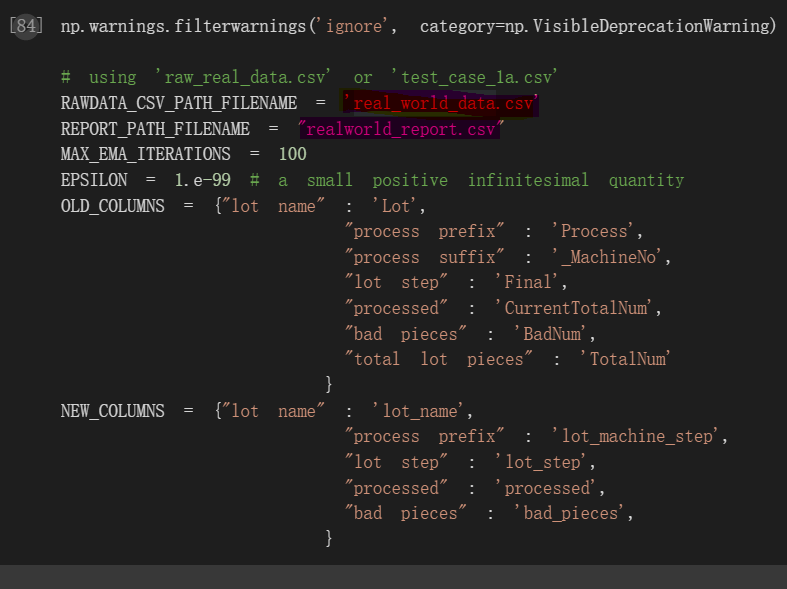 [84] np.warnings.filterwarnings('ignore', category=np.VisibleDeprecationWarning)
# using 'raw_real_data.csv' or 'test_case_1a.csv'
RAWDATA_CSV_PATH_FILENAME = 'real_world_data.csv'
REPORT_PATH_FILENAME = "realworld_report.csv"
MAX_EMA_ITERATIONS = 100
EPSILON = 1.e-99 # a small positive infinitesimal quantity
OLD_COLUMNS = {"lot name" : 'Lot',
"process prefix" : 'Process',
"process suffix" : '_MachineNo',
"lot step" : 'Final',
"processed" : 'CurrentTotalNum',
"bad pieces" : 'BadNum',
"total lot pieces" : 'TotalNum'
}
NEW_COLUMNS = {"lot name" : 'lot_name',
"process prefix" : 'lot_machine_step',
"lot step" : 'lot_step',
"processed" : 'processed',
"bad pieces" : 'bad_pieces',
}